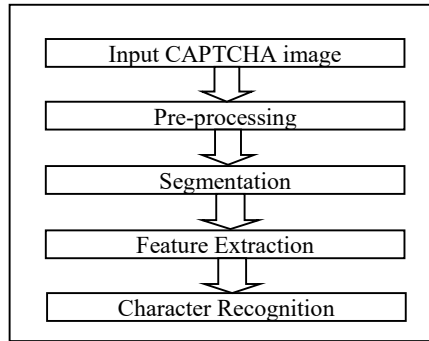 Input CAPTCHA image
Pre-processing
Segmentation
Feature Extraction
Character Recognition